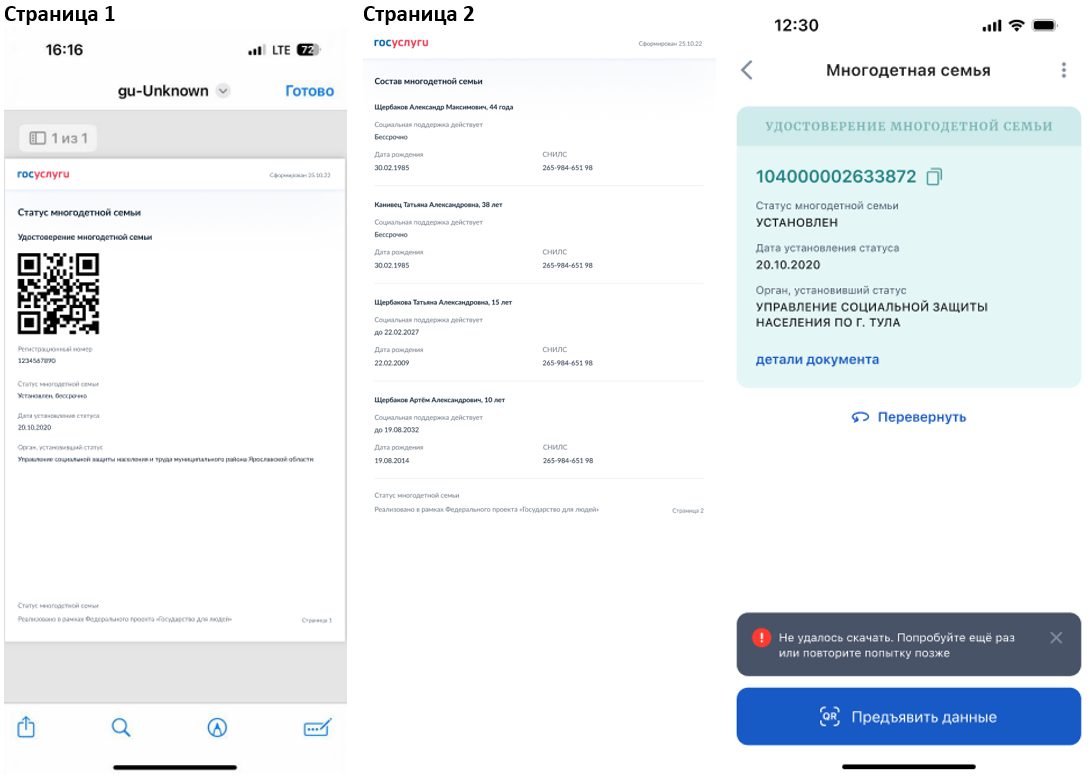 Страница 1
16:16
LTE 72
gu-Unknown
Готово
1 из 1
госуслуги
Сформирован 25.10.22
Статус многодетной семьи
Удостоверение многодетной семьи
Регистрационный номер
1234567890
Статус многодетной семьи
Установлен, бессрочно
Дата установления статуса
20.10.2020
Орган, установивший статус
Управление социальной защиты населения и труда муниципального района Ярославской области
Статус многодетной семьи
Реализовано в рамках Федерального проекта «Государство для людей»
Страница 1
Страница 2
госуслуги
Сформирован 25.10.22
Состав многодетной семьи
Щербаков Александр Максимович, 44 года
Социальная поддержка действует
Бессрочно
Дата рождения СНИЛС
30.02.1985 265-984-651 98
Канивец Татьяна Александровна, 38 лет
Социальная поддержка действует
Бессрочно
Дата рождения СНИЛС
30.02.1985 265-984-651 98
Щербакова Татьяна Александровна, 15 лет
Социальная поддержка действует
до 22.02.2027
Дата рождения СНИЛС
22.02.2009 265-984-651 98
Щербаков Артём Александрович, 10 лет
Социальная поддержка действует
до 19.08.2032
Дата рождения СНИЛС
19.08.2014 265-984-651 98
Статус многодетной семьи
Реализовано в рамках Федерального проекта «Государство для людей»
Страница 2
12:30
Многодетная семья
УДОСТОВЕРЕНИЕ МНОГОДЕТНОЙ СЕМЬИ
104000002633872
Статус многодетной семьи
УСТАНОВЛЕН
Дата установления статуса
20.10.2020
Орган, установивший статус
УПРАВЛЕНИЕ СОЦИАЛЬНОЙ ЗАЩИТЫ
НАСЕЛЕНИЯ ПО Г. ТУЛА
детали документа
Перевернуть
Не удалось скачать. Попробуйте ещё раз
или повторите попытку позже
QR Предъявить данные